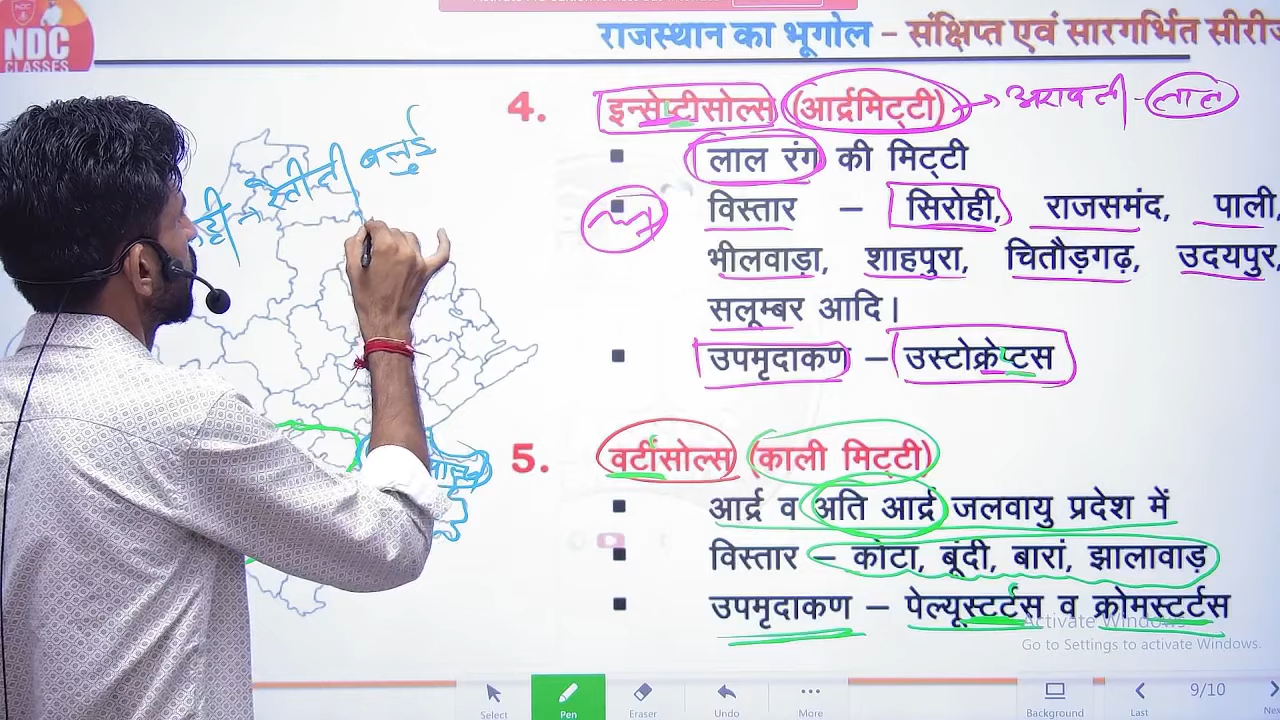 NDC
CLASSES
राजस्थान का भूगोल – संक्षिप्त एवं सारगर्भित सीरीज
4. इन्सेप्टीसोल्स (आर्द्रमिट्टी) → अरावली - लाल
▪ लाल रंग की मिट्टी
▪ विस्तार – सिरोही, राजसमंद, पाली,
भीलवाड़ा, शाहपुरा, चितौड़गढ़, उदयपुर,
सलूम्बर आदि।
▪ उपमृदाकण – उस्टोक्रेप्टस
रेतीली बलुई
5. वर्टीसोल्स (काली मिट्टी)
▪ आर्द्र व अति आर्द्र जलवायु प्रदेश में
▪ विस्तार – कोटा, बूंदी, बारां, झालावाड़
▪ उपमृदाकण – पेल्यूस्टर्टस व क्रोमस्टर्टस
Activate Windows
Go to Settings to activate Windows.
Select Pen Eraser Undo More Background Last 9/10